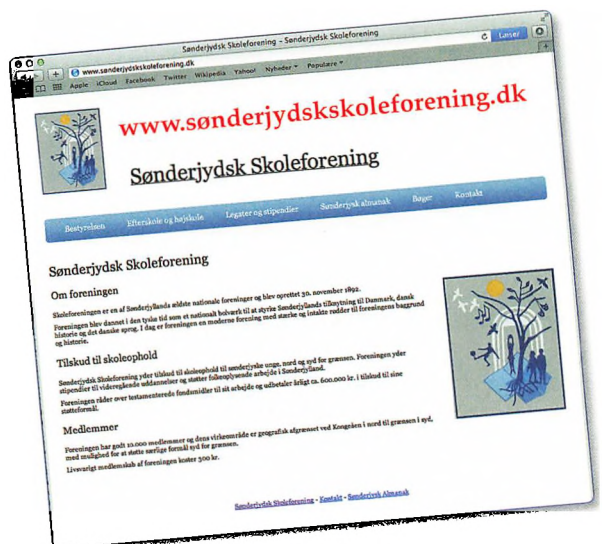 Sønderjydsk Skoleforening - Sønderjydsk Skoleforening
www.sønderjydskskoleforening.dk
Læser
Apple iCloud Facebook Twitter Wikipedia Yahoo! Nyheder Populære
www.sønderjydskskoleforening.dk
Sønderjydsk Skoleforening
Bestyrelsen Efterskole og højskole Legater og stipendier Sønderjysk almanak Bøger Kontakt
Sønderjydsk Skoleforening
Om foreningen
Skoleforeningen er en af Sønderjyllands ældste nationale foreninger og blev oprettet 30. november 1892.
Foreningen blev dannet i den tyske tid som et nationalt bolværk til at styrke Sønderjyllands tilknytning til Danmark, dansk
historie og det danske sprog. I dag er foreningen en moderne forening med stærke og intakte rødder til foreningens baggrund
og historie.
Tilskud til skoleophold
Sønderjydsk Skoleforening yder tilskud til skoleophold til sønderjyske unge, nord og syd for grænsen. Foreningen yder
stipendier til videregående uddannelser og støtter folkeoplysende arbejde i Sønderjylland.
Foreningen råder over testamenterede fondsmidler til sit arbejde og udbetaler årligt ca. 600.000 kr. i tilskud til sine
støtteformål.
Medlemmer
Foreningen har godt 10.000 medlemmer og dens virkeområde er geografisk afgrænset ved Kongeåen i nord til grænsen i syd,
med mulighed for at støtte særlige formål syd for grænsen.
Livsvarigt medlemskab af foreningen koster 300 kr.
Sønderjydsk Skoleforening - Kontakt - Sønderjysk Almanak